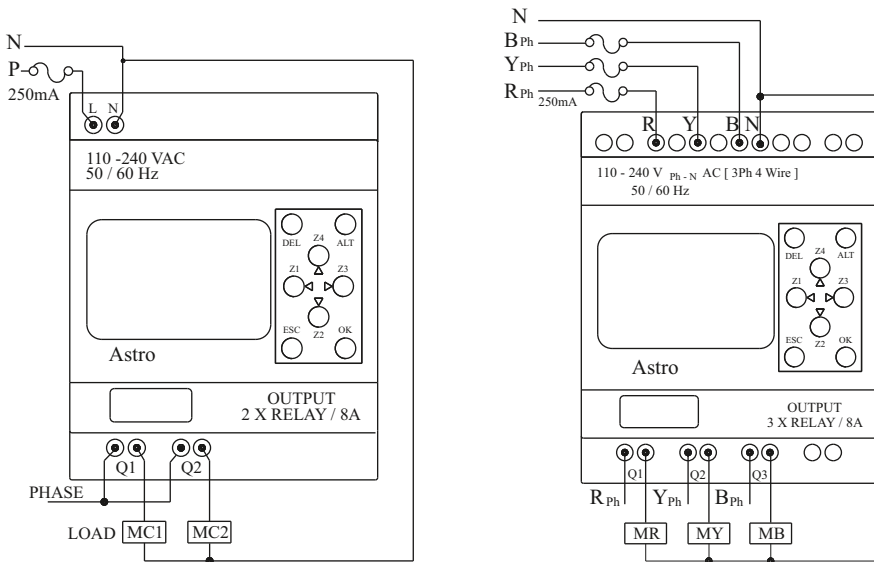 N
P
250mA
L N
110 -240 VAC
50 / 60 Hz
DEL Z4 ALT
Z1 Z3
ESC Z2 OK
Astro
OUTPUT
2 X RELAY / 8A
Q1 Q2
PHASE
LOAD MC1 MC2
N
B Ph
Y Ph
R Ph 250mA
R Y B N
110 - 240 V Ph - N AC [ 3Ph 4 Wire ]
50 / 60 Hz
DEL Z4 ALT
Z1 Z3
ESC Z2 OK
Astro
OUTPUT
3 X RELAY / 8A
Q1 Q2 Q3
R Ph Y Ph B Ph
MR MY MB